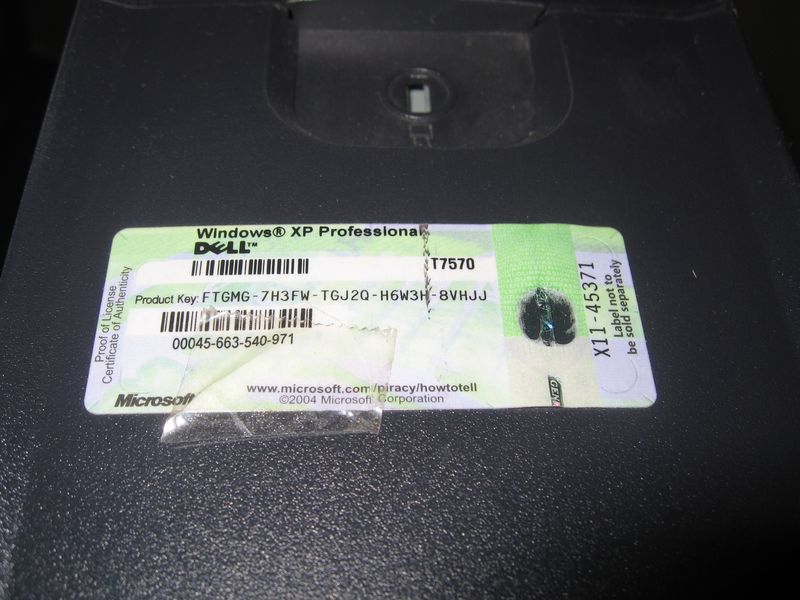 Windows® XP Professional
DELL™
T7570
Product Key: FTGMG-7H3FW-TGJ2Q-H6W3H-8VHJJ
00045-663-540-971
www.microsoft.com/piracy/howtotell
©2004 Microsoft Corporation
Microsoft
Proof of License
Certificate of Authenticity
X11-45371
Label not to
be sold separately